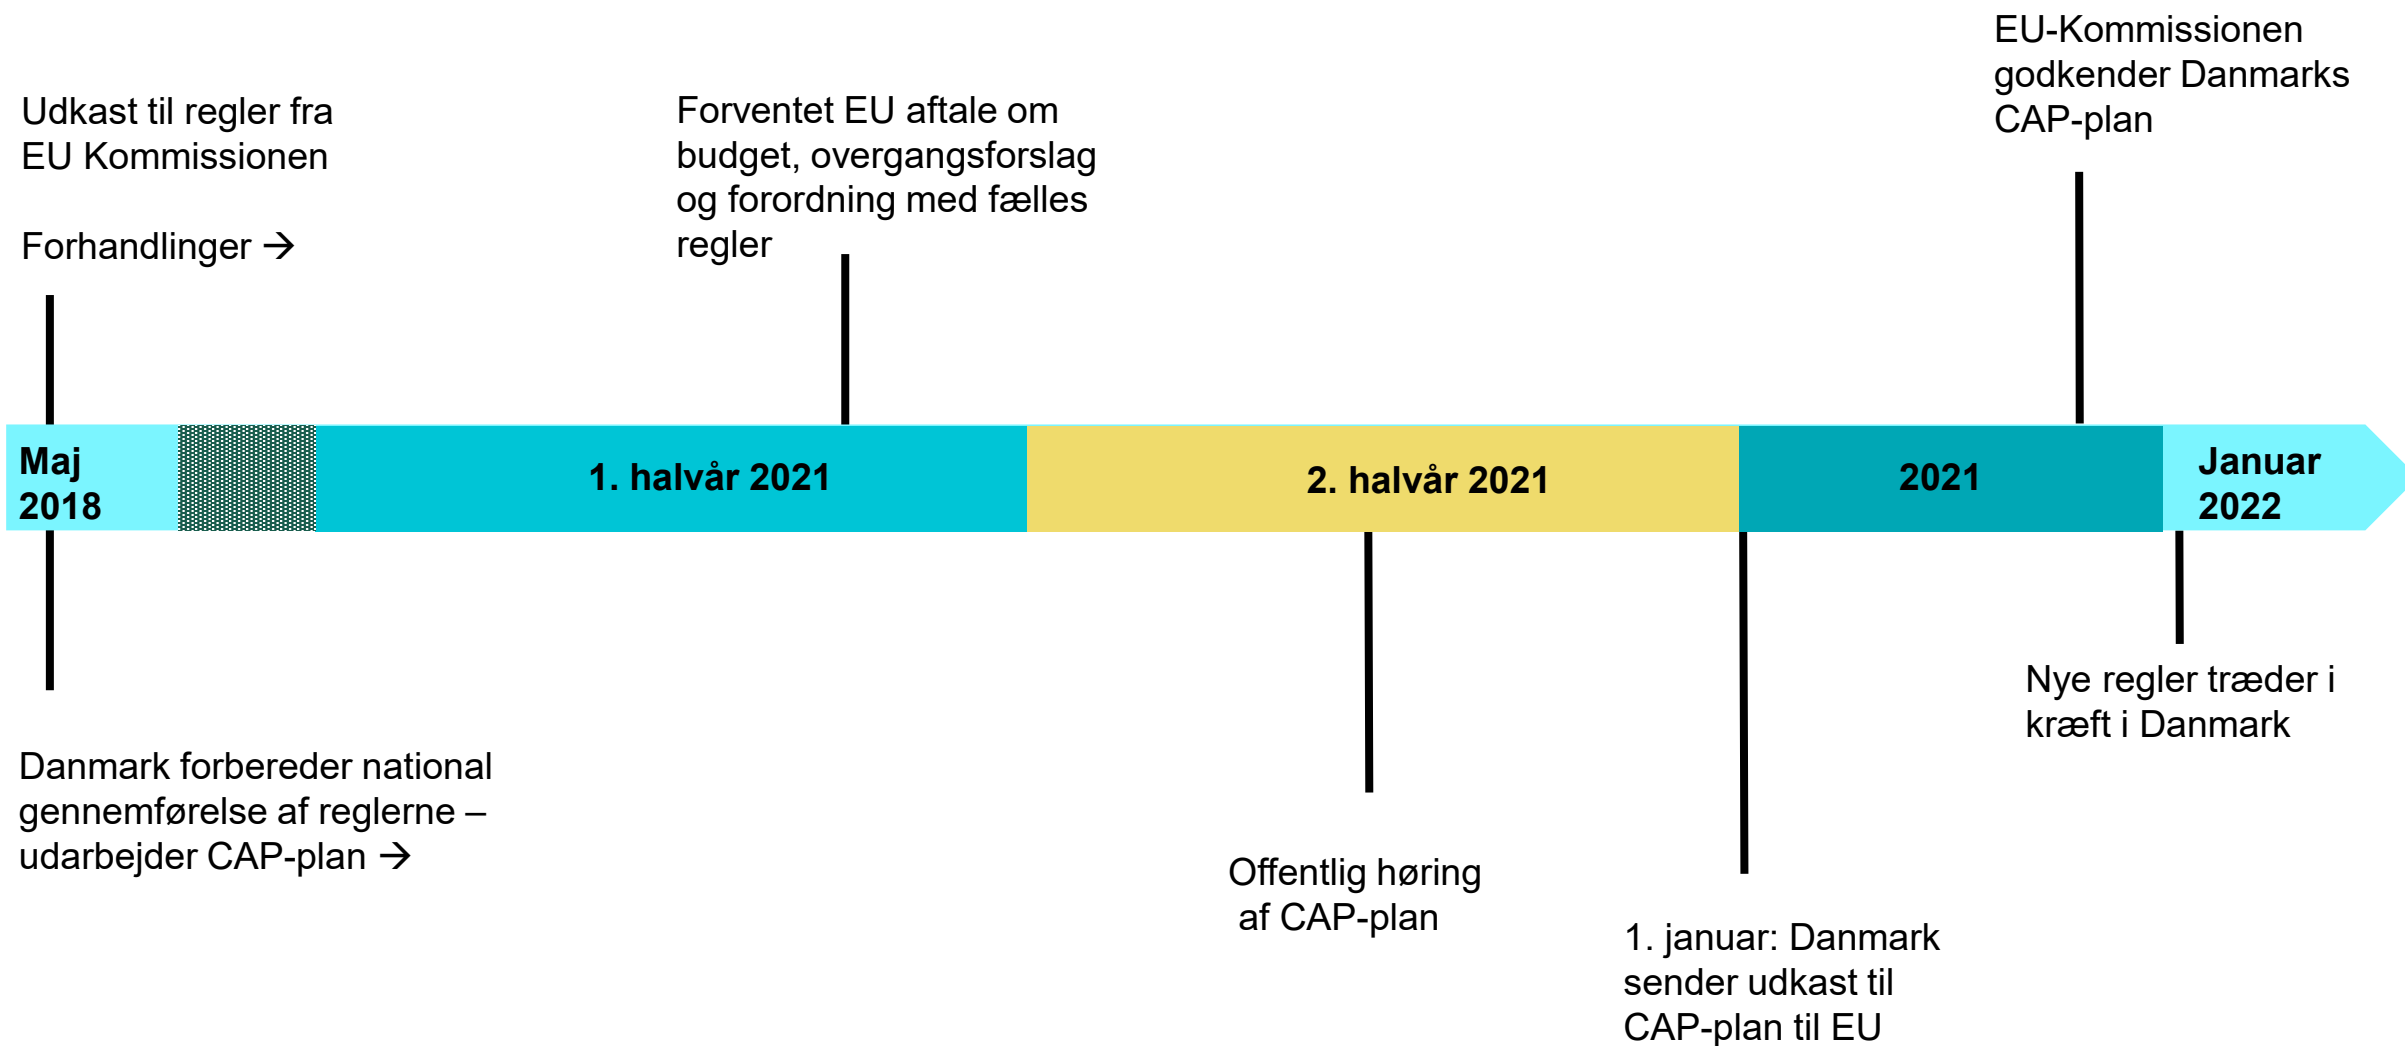 Udkast til regler fra
EU Kommissionen
Forhandlinger →
Forventet EU aftale om
budget, overgangsforslag
og forordning med fælles
regler
EU-Kommissionen
godkender Danmarks
CAP-plan
Maj
2018
1. halvår 2021
2. halvår 2021
2021
Januar
2022
Danmark forbereder national
gennemførelse af reglerne –
udarbejder CAP-plan →
Offentlig høring
af CAP-plan
1. januar: Danmark
sender udkast til
CAP-plan til EU
Nye regler træder i
kræft i Danmark